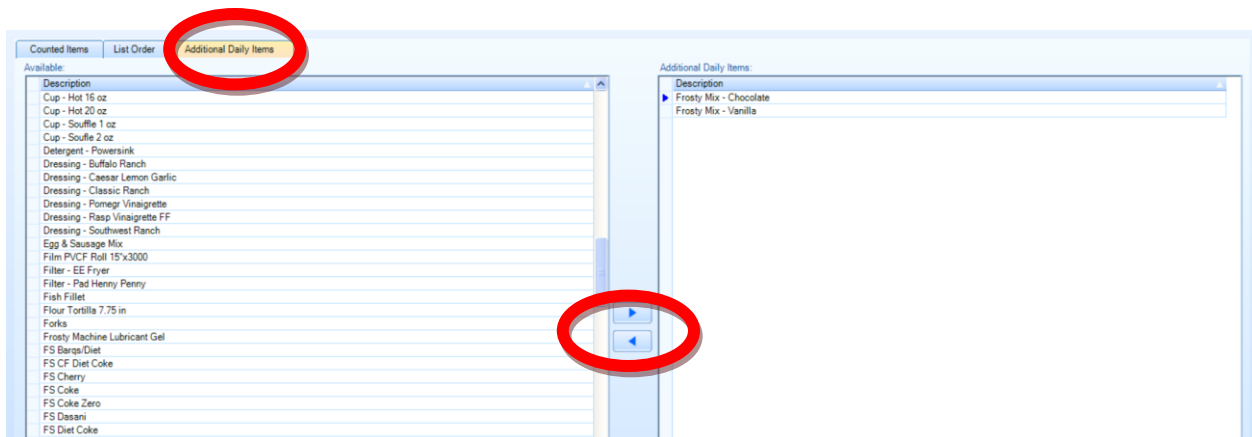 Counted Items
List Order
Additional Daily Items
Available:
Description
Cup - Hot 16 oz
Cup - Hot 20 oz
Cup - Souffle 1 oz
Cup - Soufle 2 oz
Detergent - Powersink
Dressing - Buffalo Ranch
Dressing - Caesar Lemon Garlic
Dressing - Classic Ranch
Dressing - Pomegr Vinaigrette
Dressing - Rasp Vinaigrette FF
Dressing - Southwest Ranch
Egg & Sausage Mix
Film PVCF Roll 15"x3000
Filter - EE Fryer
Filter - Pad Henny Penny
Fish Fillet
Flour Tortilla 7.75 in
Forks
Frosty Machine Lubricant Gel
FS Barqs/Diet
FS CF Diet Coke
FS Cherry
FS Coke
FS Coke Zero
FS Dasani
FS Diet Coke
Additional Daily Items:
Description
Frosty Mix - Chocolate
Frosty Mix - Vanilla